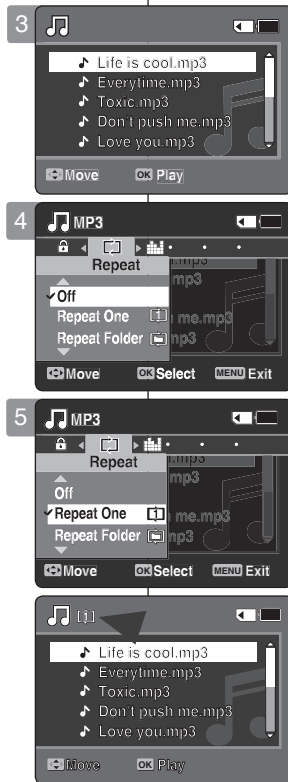 3
Life is cool.mp3
Everytime.mp3
Toxic.mp3
Don't push me.mp3
Love you.mp3
Move OK Play
4 MP3
Repeat
Off
Repeat One
Repeat Folder
Move OK Select MENU Exit
5 MP3
Repeat
Off
Repeat One
Repeat Folder
Move OK Select MENU Exit
Life is cool.mp3
Everytime.mp3
Toxic.mp3
Don't push me.mp3
Love you.mp3
Move OK Play